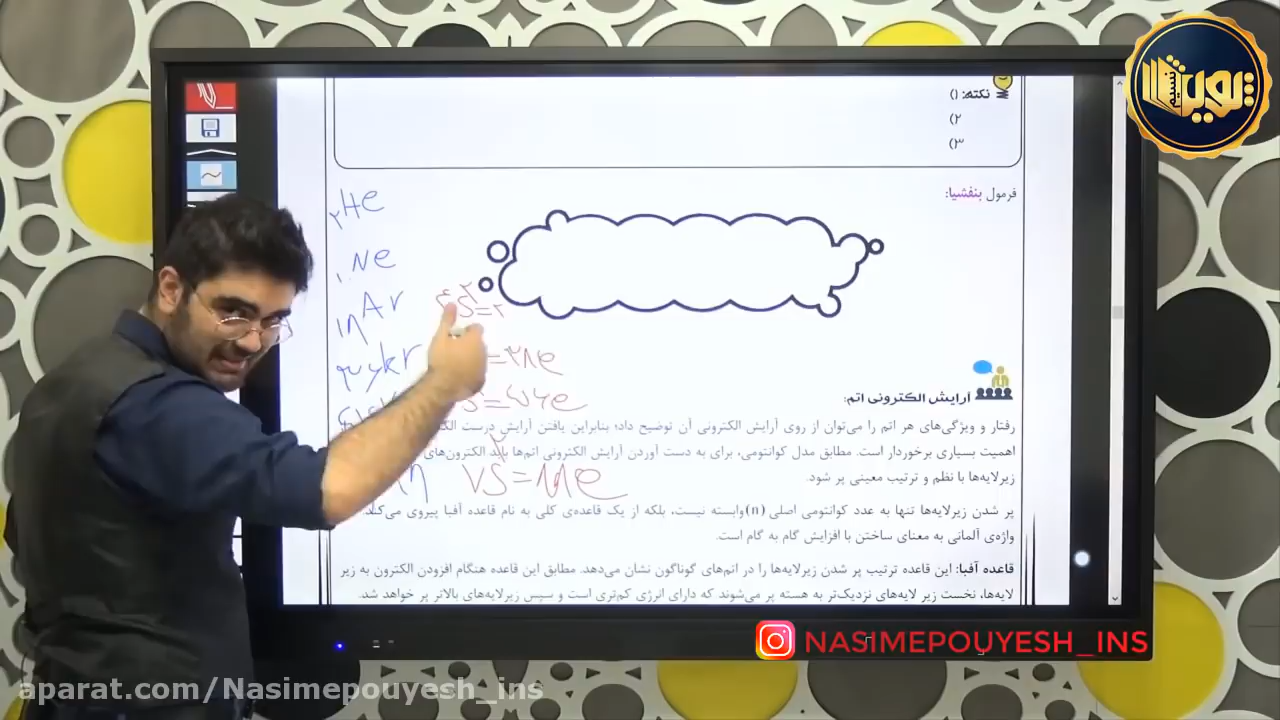 نکته: ۱)
۲)
۳)
فرمول بنفشیا:
۲He
۱۰Ne
۱۸Ar
۳۶Kr
آرایش الکترونی اتم:
رفتار و ویژگی‌های هر اتم را می‌توان از روی آرایش الکترونی آن توضیح داد؛ بنابراین یافتن آرایش درست
اهمیت بسیاری برخوردار است. مطابق مدل کوانتومی، برای به دست آوردن آرایش الکترونی اتم‌ها باید الکترون‌های
زیرلایه‌ها با نظم و ترتیب معینی پر شود.
پر شدن زیرلایه‌ها تنها به عدد کوانتومی اصلی (n) وابسته نیست، بلکه از یک قاعده‌ی کلی به نام قاعده آفبا پیروی می‌کند.
واژه‌ی آلمانی به معنای ساختن با افزایش گام به گام است.
قاعده آفبا: این قاعده ترتیب پر شدن زیرلایه‌ها را در اتم‌های گوناگون نشان می‌دهد. مطابق این قاعده هنگام افزودن الکترون به زیر
لایه‌ها، نخست زیر لایه‌های نزدیک‌تر به هسته پر می‌شوند که دارای انرژی کم‌تری است و سپس زیرلایه‌های بالاتر پر خواهد شد.
نسیم پویش
NASIMEPOUYESH_INS
aparat.com/Nasimepouyesh_ins